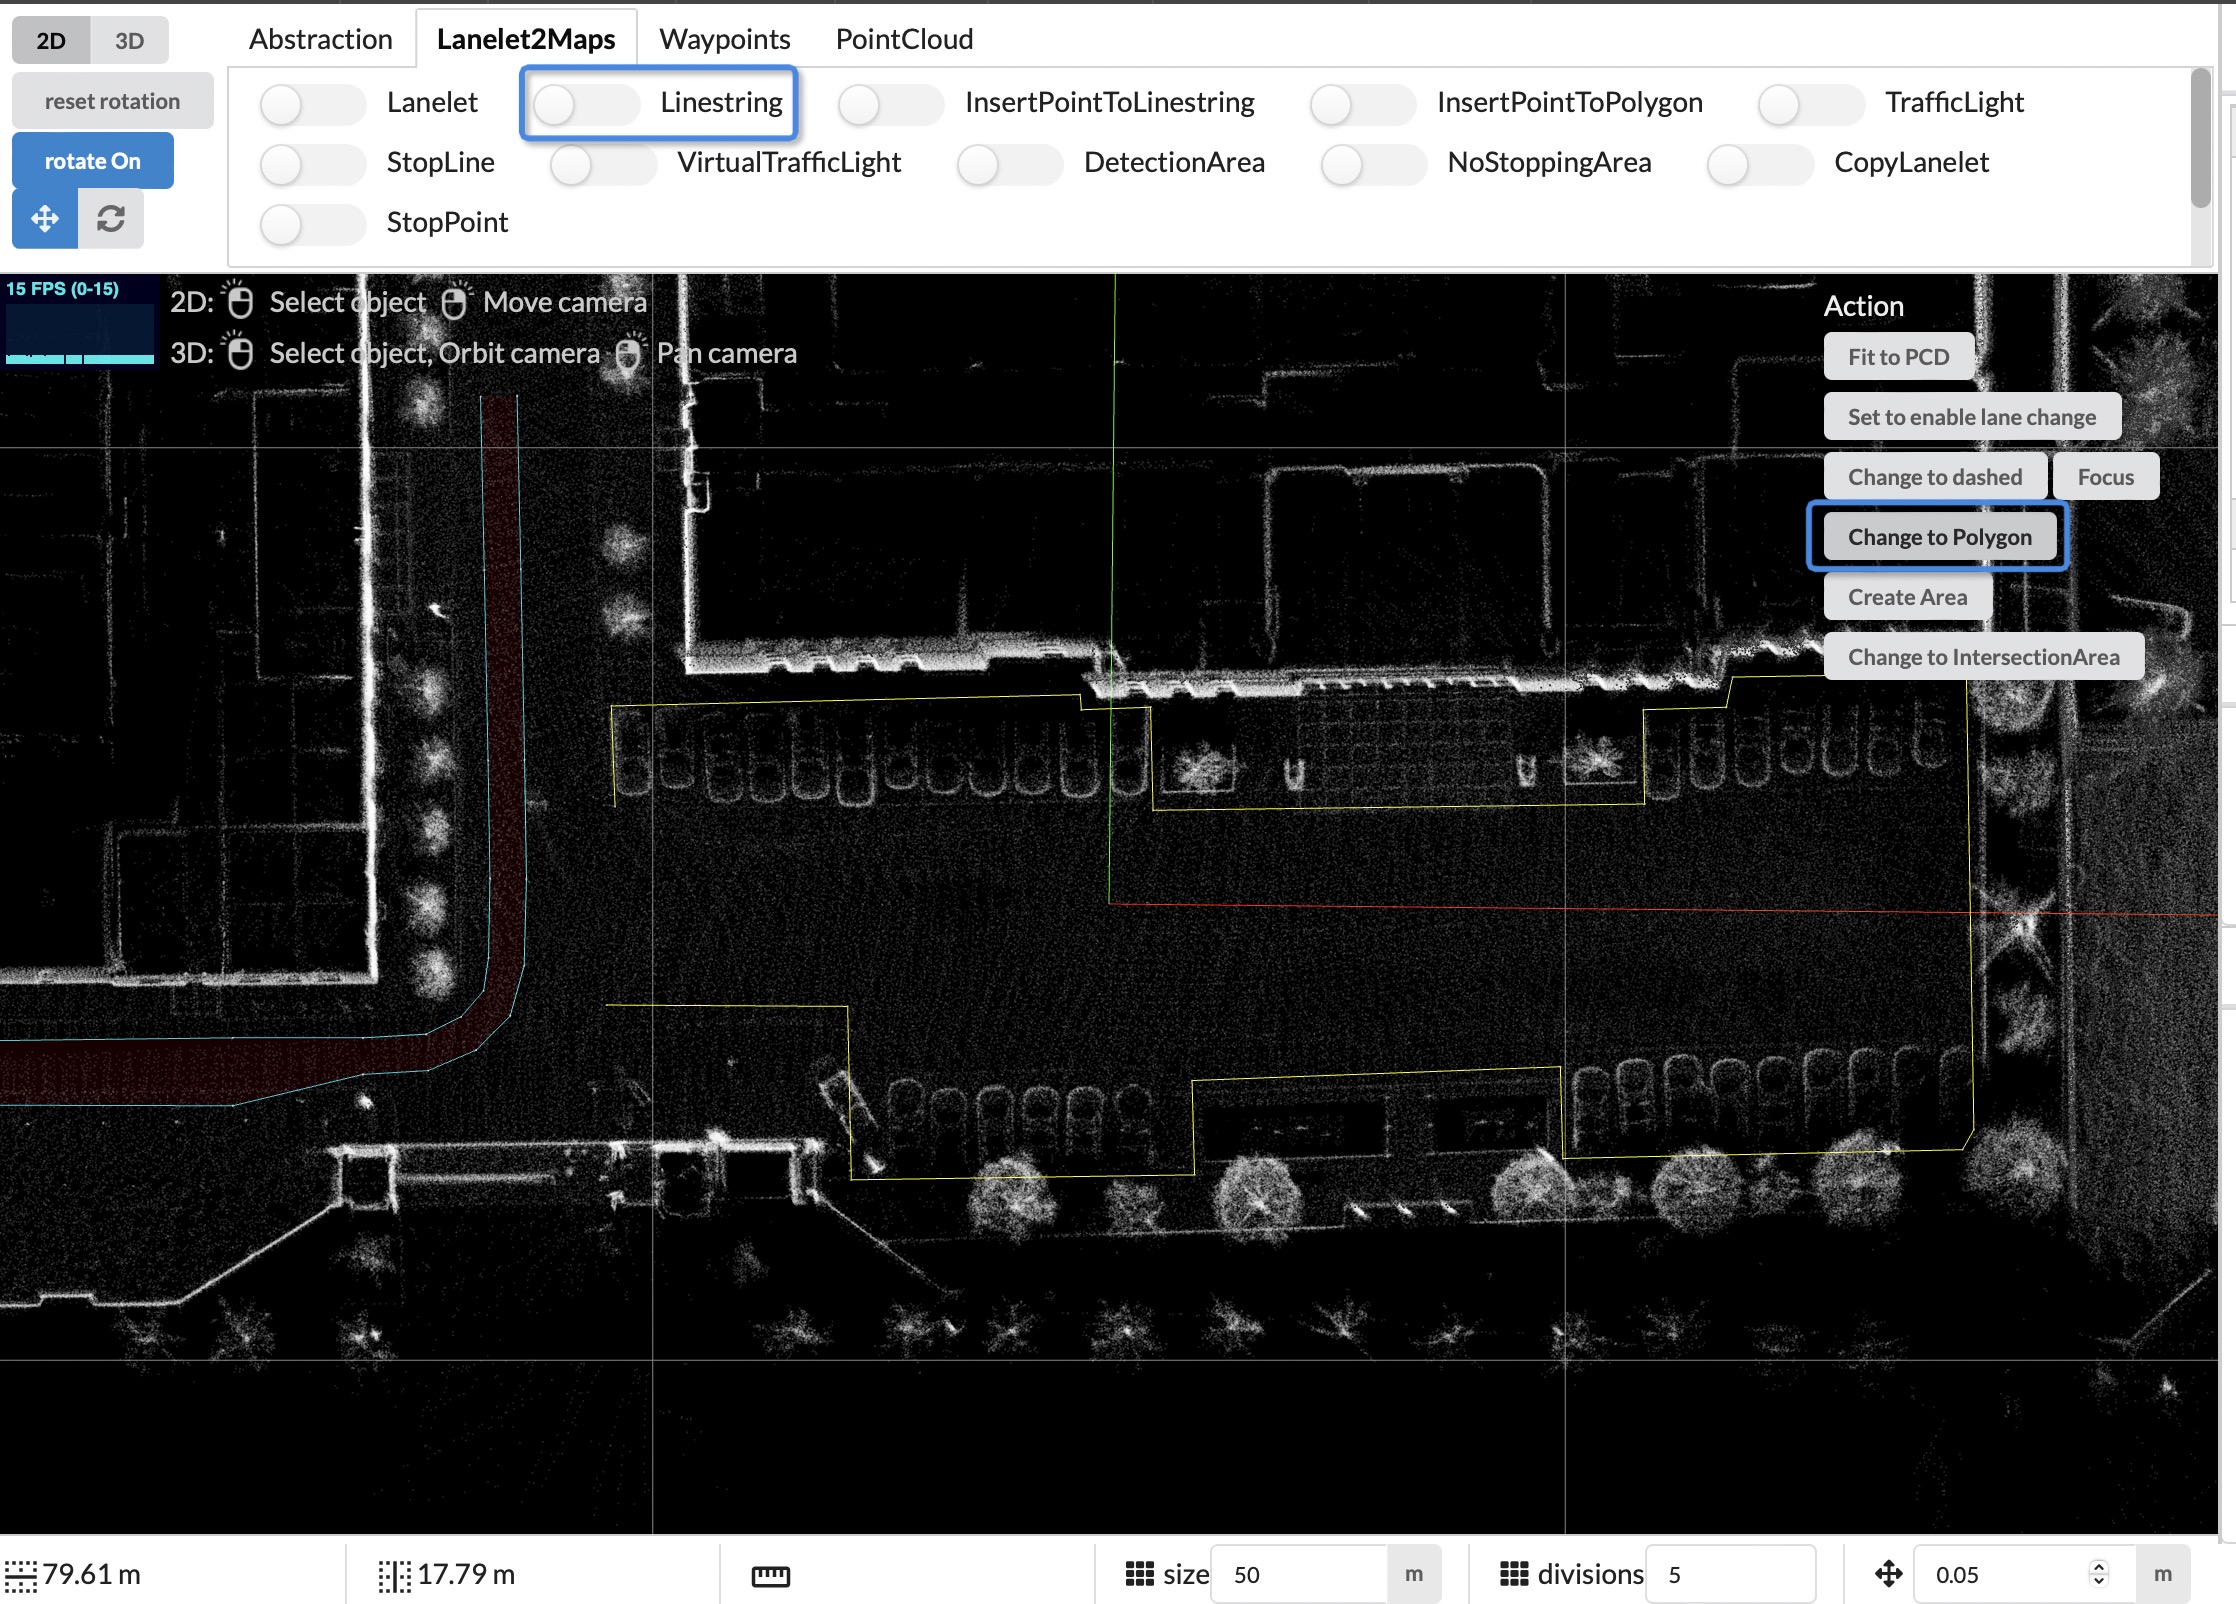 2D 3D
Abstraction Lanelet2Maps Waypoints PointCloud
reset rotation
rotate On
Lanelet Linestring InsertPointToLinestring InsertPointToPolygon TrafficLight
StopLine VirtualTrafficLight DetectionArea NoStoppingArea CopyLanelet
StopPoint
15 FPS (0-15)
2D: Select object Move camera
3D: Select object, Orbit camera Pan camera
Action
Fit to PCD
Set to enable lane change
Change to dashed Focus
Change to Polygon
Create Area
Change to IntersectionArea
79.61 m 17.79 m size 50 m divisions 5 0.05 m